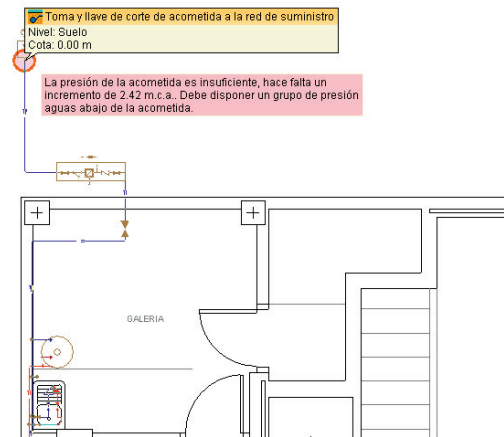 Toma y llave de corte de acometida a la red de suministro
Nivel: Suelo
Cota: 0.00 m
La presión de la acometida es insuficiente, hace falta un
incremento de 2.42 m.c.a.. Debe disponer un grupo de presión
aguas abajo de la acometida.
GALERIA